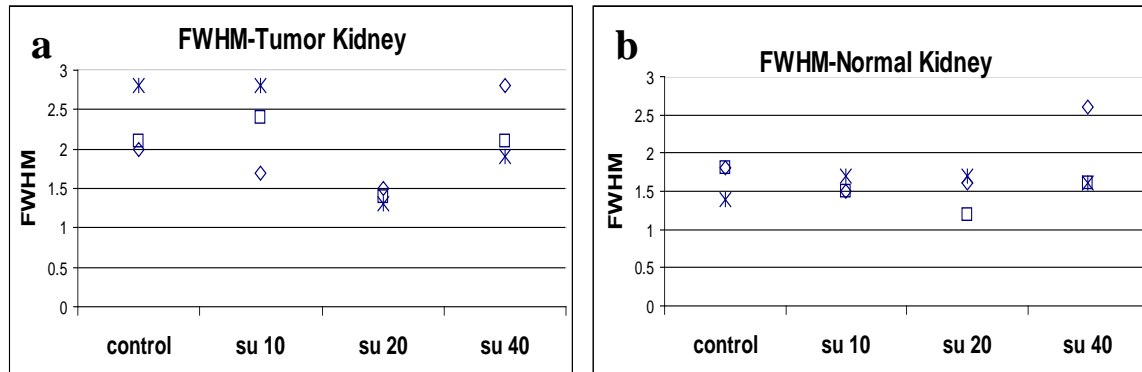 a
FWHM-Tumor Kidney
3
2.5
2
1.5
1
0.5
0
FWHM
control su 10 su 20 su 40
b
FWHM-Normal Kidney
3
2.5
2
1.5
1
0.5
0
FWHM
control su 10 su 20 su 40